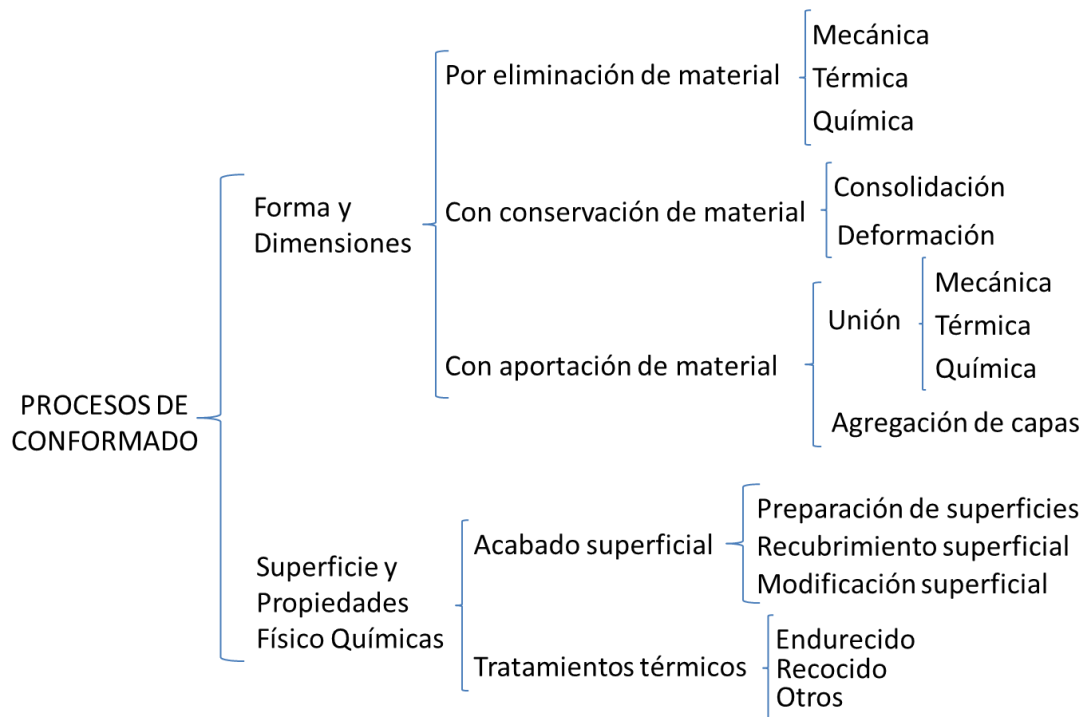 PROCESOS DE
CONFORMADO
Forma y
Dimensiones
Por eliminación de material
Mecánica
Térmica
Química
Con conservación de material
Consolidación
Deformación
Con aportación de material
Unión
Mecánica
Térmica
Química
Agregación de capas
Superficie y
Propiedades
Físico Químicas
Acabado superficial
Preparación de superficies
Recubrimiento superficial
Modificación superficial
Tratamientos térmicos
Endurecido
Recocido
Otros